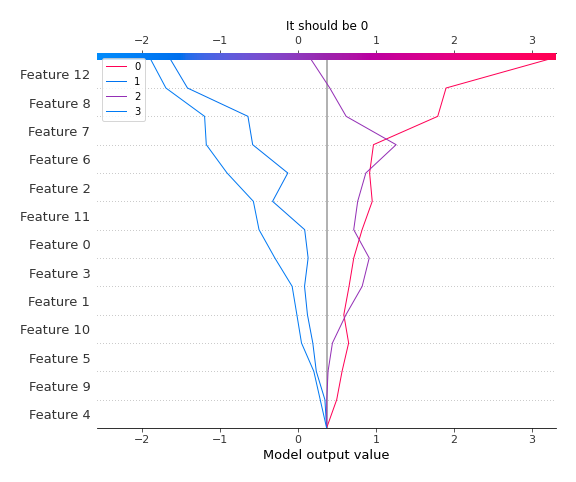 It should be 0
−2 −1 0 1 2 3
0
1
2
3
Feature 12
Feature 8
Feature 7
Feature 6
Feature 2
Feature 11
Feature 0
Feature 3
Feature 1
Feature 10
Feature 5
Feature 9
Feature 4
−2 −1 0 1 2 3
Model output value